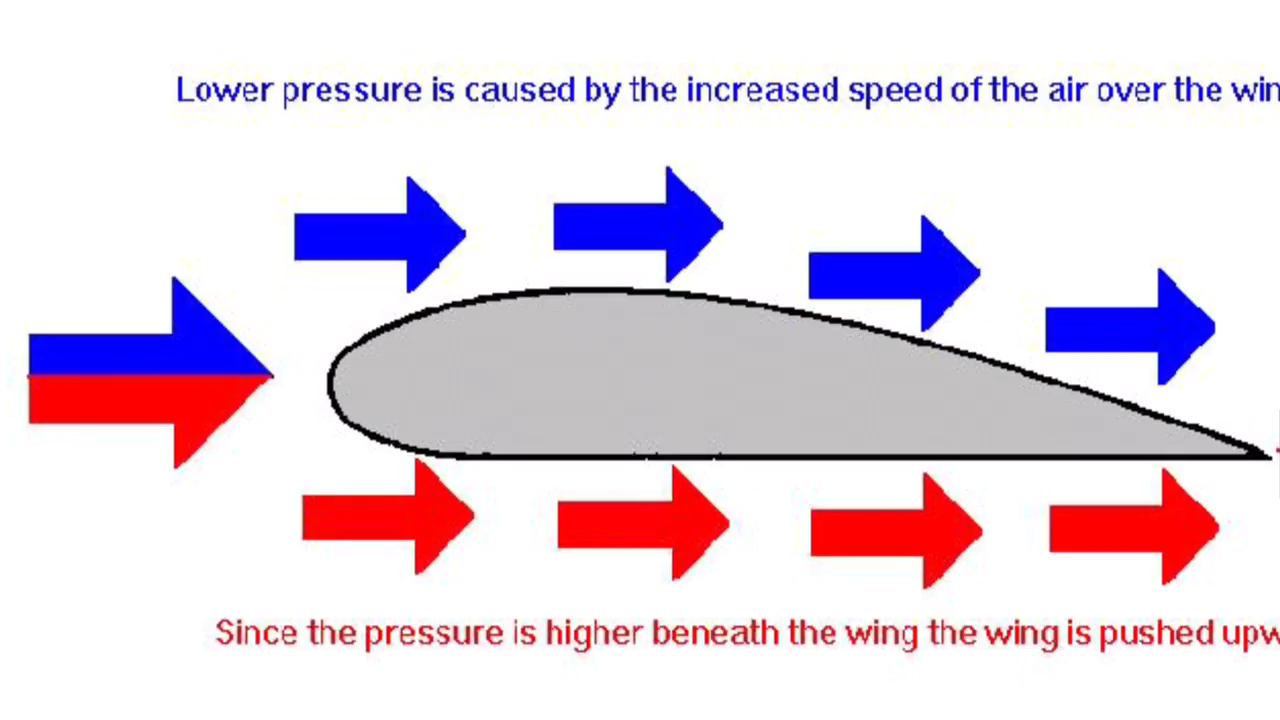 Lower pressure is caused by the increased speed of the air over the win
Since the pressure is higher beneath the wing the wing is pushed upw